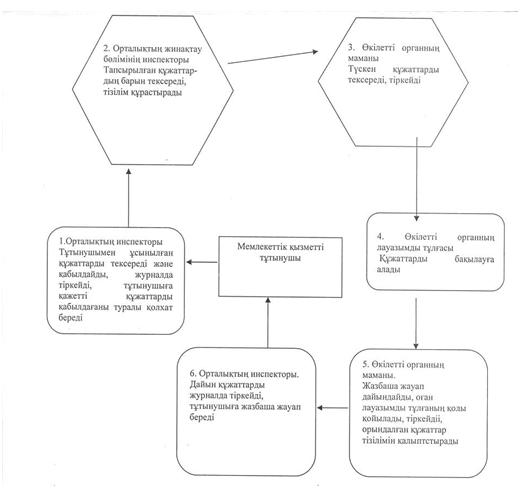 2. Орталықтың жинақтау
бөлімінің инспекторы
Тапсырылған құжаттар-
дың барын тексереді,
тізілім құрастырады
3. Өкілетті органның
маманы
Түскен құжаттарды
тексереді, тіркейді
1.Орталықтың инспекторы
Тұтынушымен ұсынылған
құжаттарды тексереді және
қабылдайды, журналда
тіркейді, тұтынушыға
қажетті құжаттарды
қабылдағаны туралы қолхат
береді
Мемлекеттік қызметті
тұтынушы
4. Өкілетті органның
лауазымды тұлғасы
Құжаттарды бақылауға
алады
6. Орталықтың инспекторы.
Дайын құжаттарды
журналда тіркейді,
тұтынушыға жазбаша жауап
береді
5. Өкілетті органның
маманы.
Жазбаша жауап
дайындайды, оған
лауазымды тұлғаның қолы
қойылады, тіркейдіі,
орындалған құжаттар
тізілімін қалыптстырады